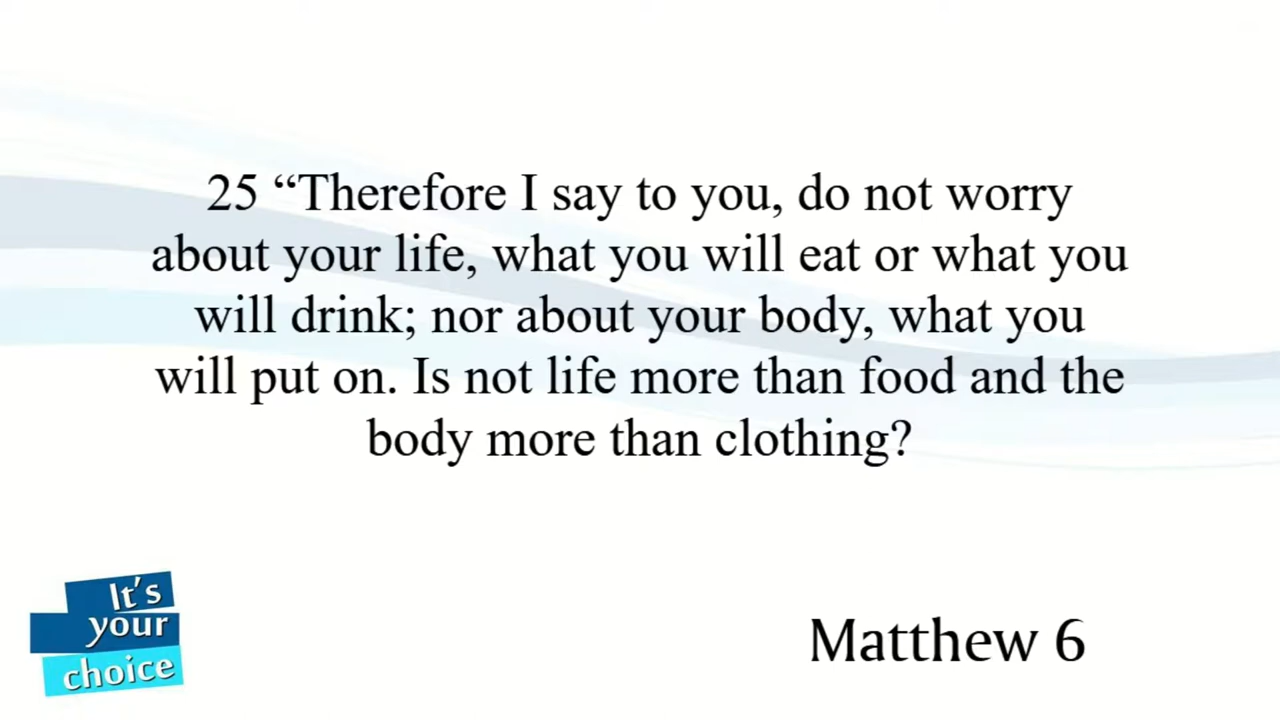 25 “Therefore I say to you, do not worry
about your life, what you will eat or what you
will drink; nor about your body, what you
will put on. Is not life more than food and the
body more than clothing?
It's
your
choice
Matthew 6